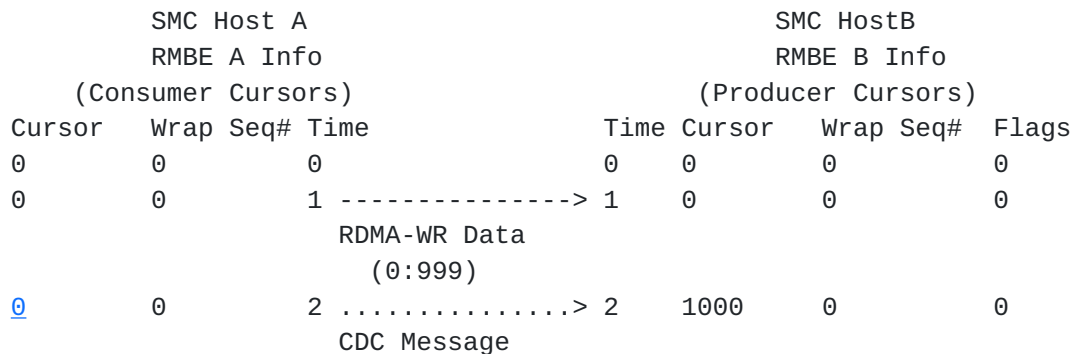 SMC Host A                              SMC HostB
RMBE A Info                             RMBE B Info
(Consumer Cursors)                      (Producer Cursors)
Cursor   Wrap Seq# Time                 Time Cursor   Wrap Seq#  Flags
0        0         0                    0    0        0          0
0        0         1 ---------------> 1    0        0          0
RDMA-WR Data
(0:999)
0        0         2 ...............> 2    1000     0          0
CDC Message